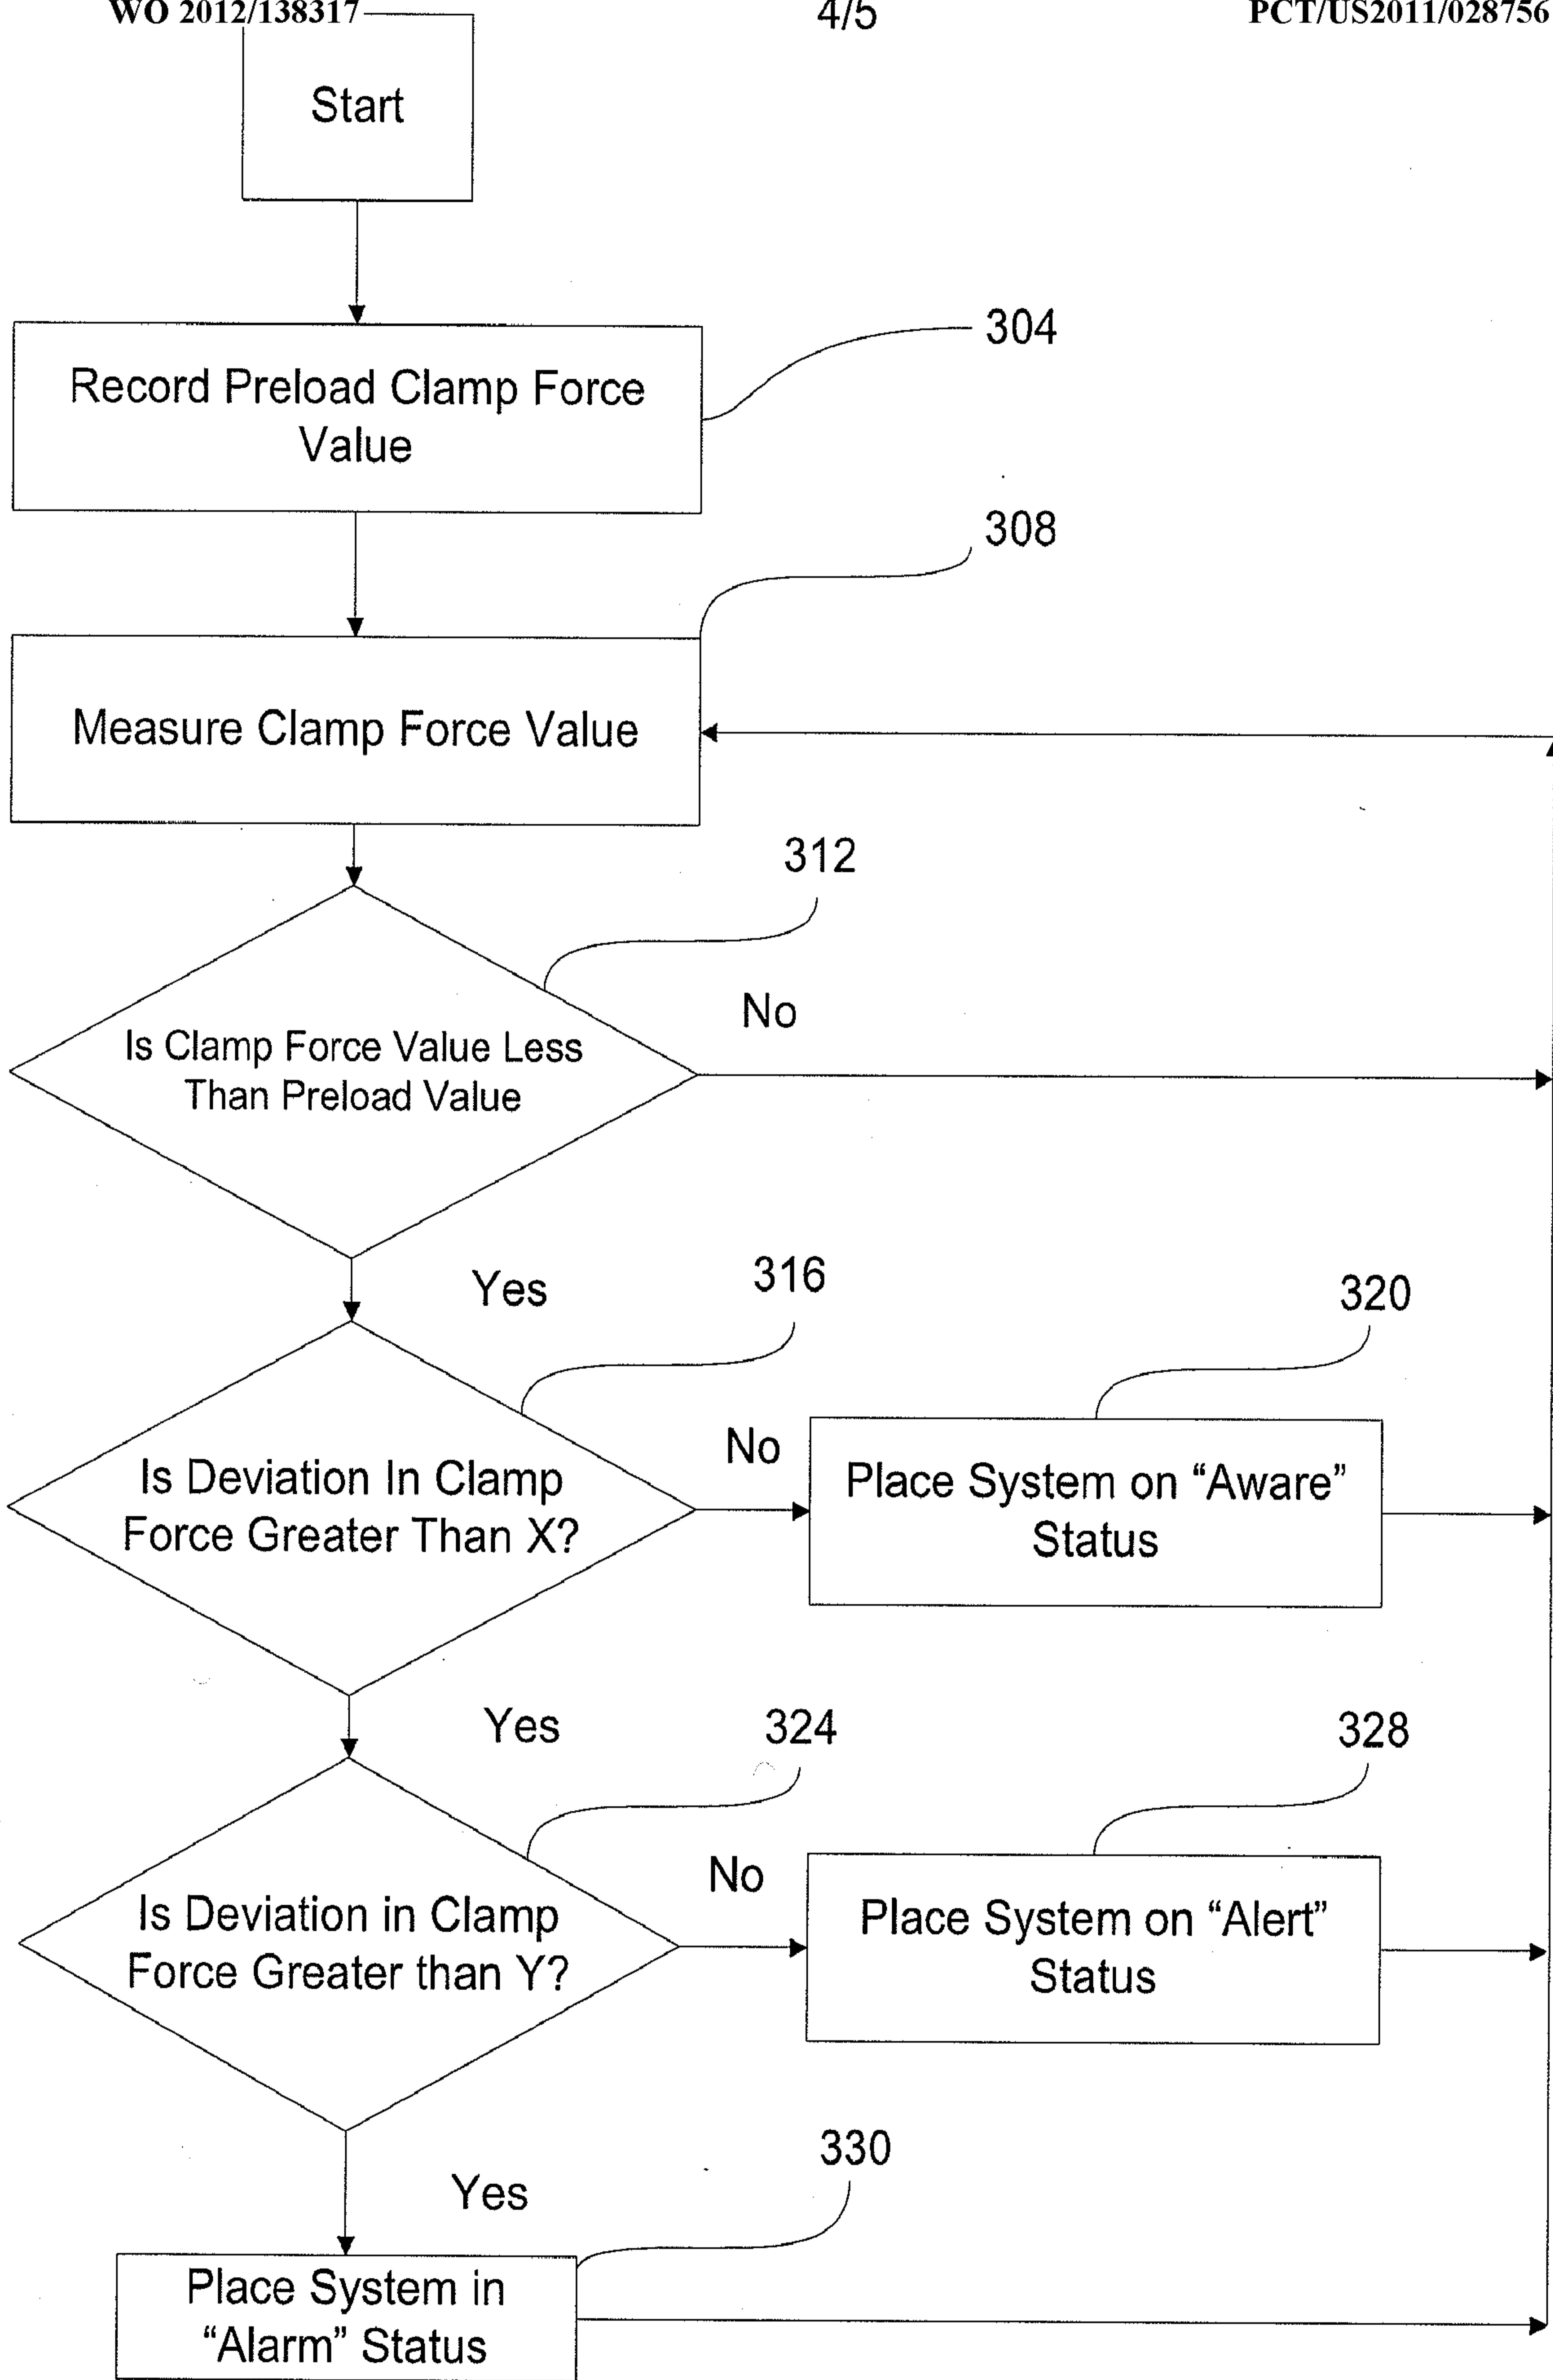 WO 2012/138317
4/5
PCT/US2011/028756
Start
304
Record Preload Clamp Force
Value
308
Measure Clamp Force Value
312
No
Is Clamp Force Value Less
Than Preload Value
Yes
316
320
No
Is Deviation In Clamp
Force Greater Than X?
Place System on “Aware”
Status
Yes
324
328
No
Is Deviation in Clamp
Force Greater than Y?
Place System on “Alert”
Status
330
Yes
Place System in
“Alarm” Status